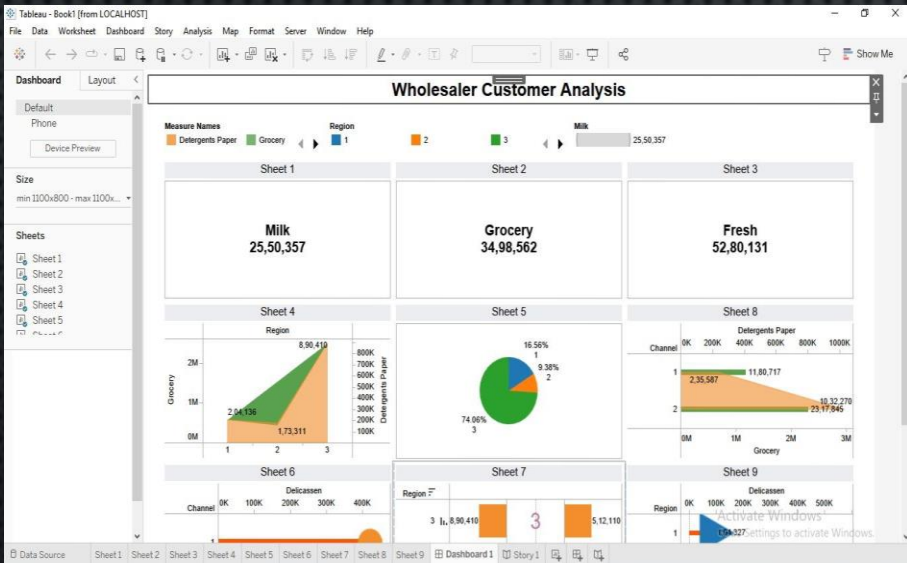 Tableau - Book1 [from LOCALHOST]
File Data Worksheet Dashboard Story Analysis Map Format Server Window Help
Show Me
Dashboard Layout
Default
Phone
Device Preview
Size
min 1100x800 - max 1100x...
Sheets
Sheet 1
Sheet 2
Sheet 3
Sheet 4
Sheet 5
Wholesaler Customer Analysis
Measure Names
Detergents Paper Grocery
Region
1 2 3
Milk
25,50,357
Sheet 1
Milk
25,50,357
Sheet 2
Grocery
34,98,562
Sheet 3
Fresh
52,80,131
Sheet 4
Region
8,90,410
2,04,136
1,73,311
Grocery
2M
1M
0M
1 2 3
800K
700K
600K
500K
400K
300K
200K
100K
Detergents Paper
Sheet 5
16.56%
1
9.38%
2
74.06%
3
Sheet 8
Detergents Paper
Channel 0K 200K 400K 600K 800K 1000K
1 2,35,587 11,80,717
2 10,32,270
23,17,845
0M 1M 2M 3M
Grocery
Sheet 6
Delicassen
Channel 0K 100K 200K 300K 400K
1
Sheet 7
Region
3 8,90,410 3 5,12,110
Sheet 9
Delicassen
Region 0K 100K 200K 300K 400K 500K
1
Activate Windows
Settings to activate Windows.
Data Source Sheet 1 Sheet 2 Sheet 3 Sheet 4 Sheet 5 Sheet 6 Sheet 7 Sheet 8 Sheet 9 Dashboard 1 Story 1